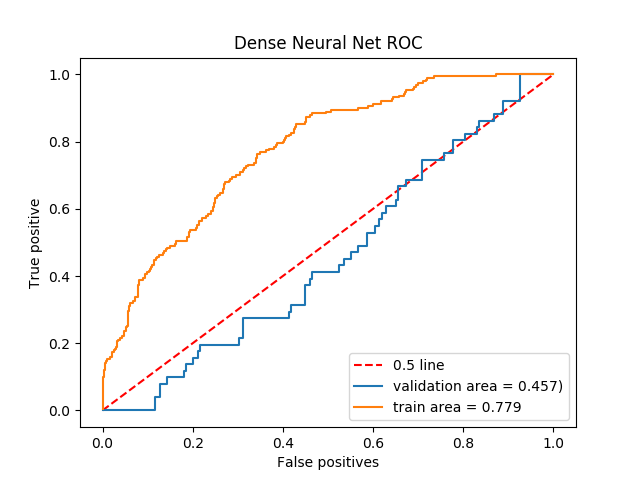 Dense Neural Net ROC
True positive
1.0
0.8
0.6
0.4
0.2
0.0
0.5 line
validation area = 0.457)
train area = 0.779
0.0 0.2 0.4 0.6 0.8 1.0
False positives